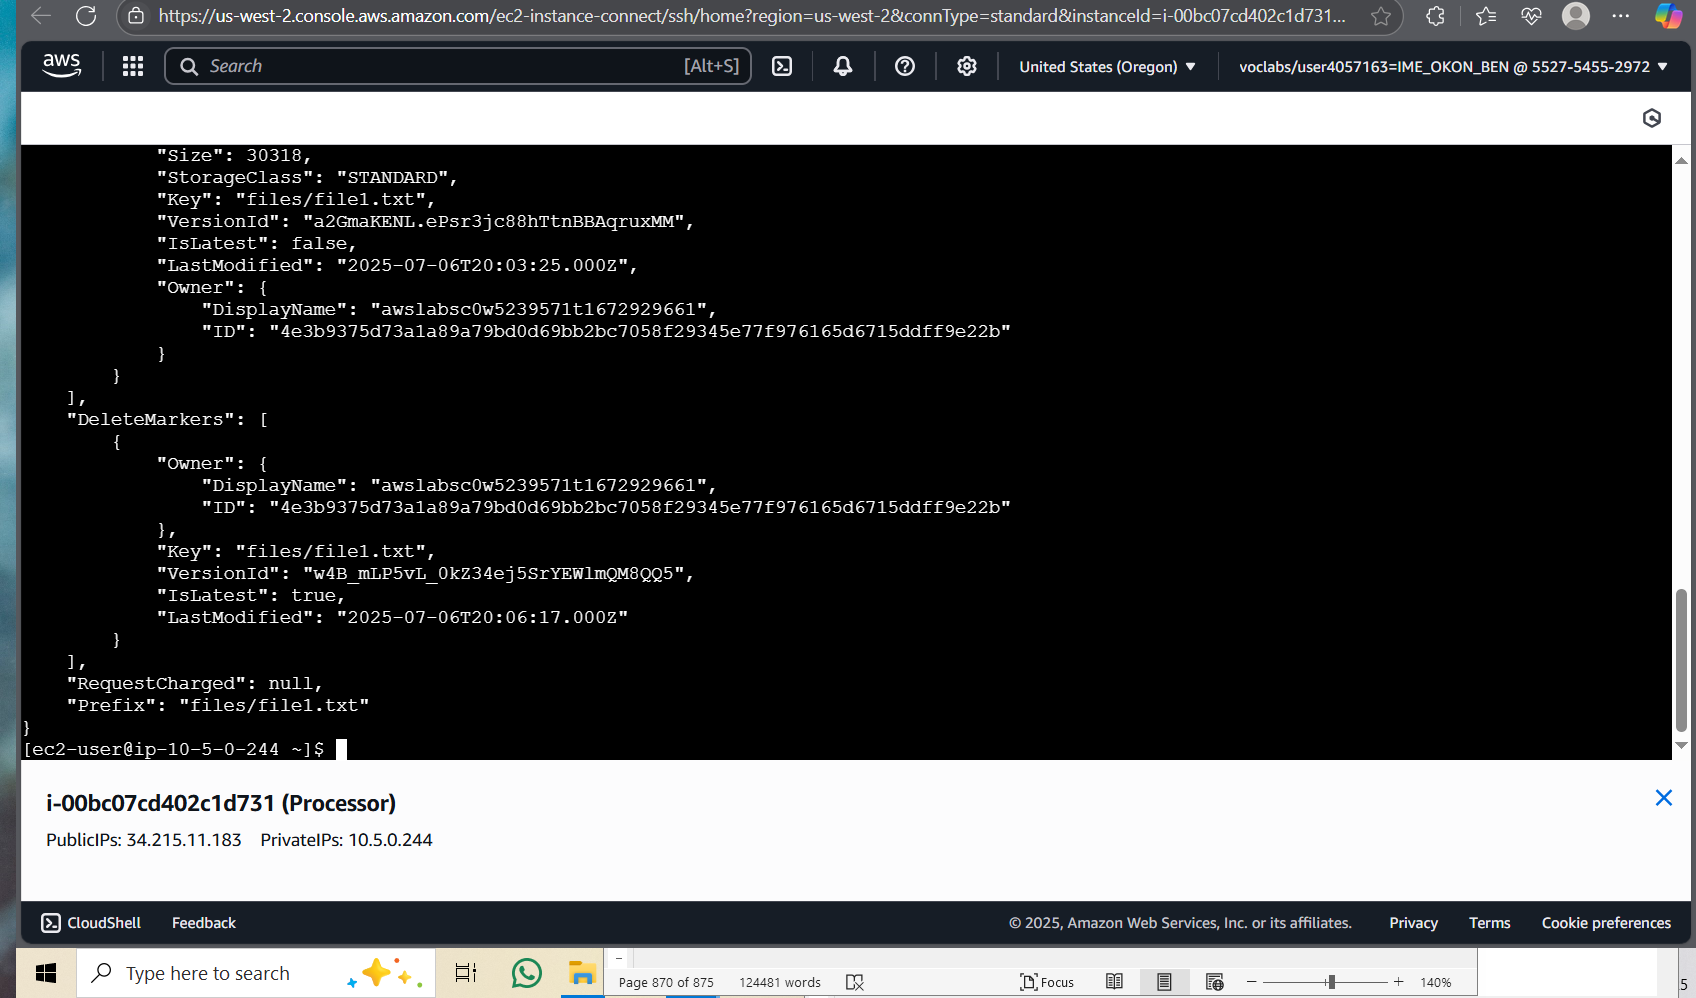 https://us-west-2.console.aws.amazon.com/ec2-instance-connect/ssh/home?region=us-west-2&connType=standard&instanceId=i-00bc07cd402c1d731...
aws
Search
[Alt+S]
United States (Oregon)
voclabs/user4057163=IME_OKON_BEN @ 5527-5455-2972
"Size": 30318,
"StorageClass": "STANDARD",
"Key": "files/file1.txt",
"VersionId": "a2GmaKENL.ePsr3jc88hTtnBBAqruxMM",
"IsLatest": false,
"LastModified": "2025-07-06T20:03:25.000Z",
"Owner": {
"DisplayName": "awslabsc0w5239571t1672929661",
"ID": "4e3b9375d73a1a89a79bd0d69bb2bc7058f29345e77f976165d6715ddff9e22b"
}
}
],
"DeleteMarkers": [
{
"Owner": {
"DisplayName": "awslabsc0w5239571t1672929661",
"ID": "4e3b9375d73a1a89a79bd0d69bb2bc7058f29345e77f976165d6715ddff9e22b"
},
"Key": "files/file1.txt",
"VersionId": "w4B_mLP5vL_0kZ34ej5SrYEWlmQM8QQ5",
"IsLatest": true,
"LastModified": "2025-07-06T20:06:17.000Z"
}
],
"RequestCharged": null,
"Prefix": "files/file1.txt"
}
[ec2-user@ip-10-5-0-244 ~]$
i-00bc07cd402c1d731 (Processor)
PublicIPs: 34.215.11.183 PrivateIPs: 10.5.0.244
CloudShell
Feedback
© 2025, Amazon Web Services, Inc. or its affiliates.
Privacy
Terms
Cookie preferences
Type here to search
Page 870 of 875
124481 words
Focus
140%
5